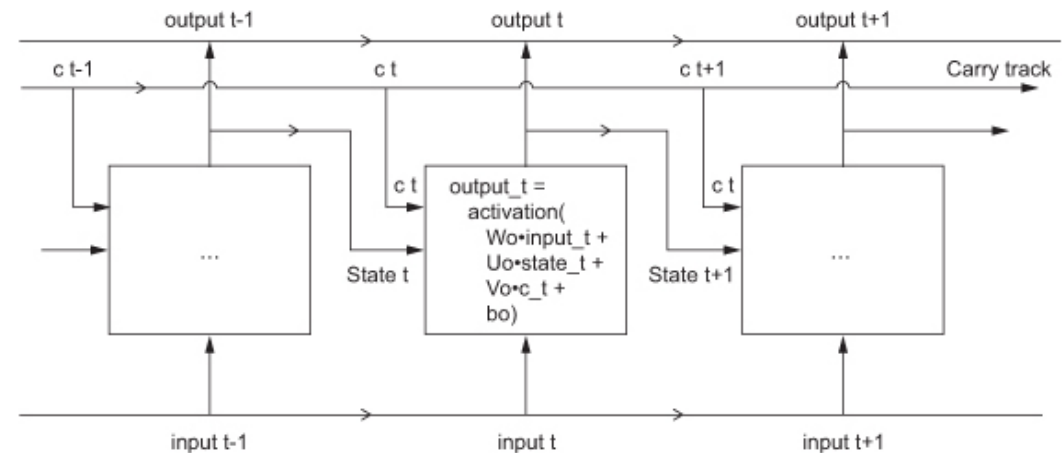 output t-1
output t
output t+1
c t-1
c t
c t+1
Carry track
c t
c t
output_t =
activation(
Wo•input_t +
Uo•state_t +
Vo•c_t +
bo)
...
...
State t
State t+1
input t-1
input t
input t+1